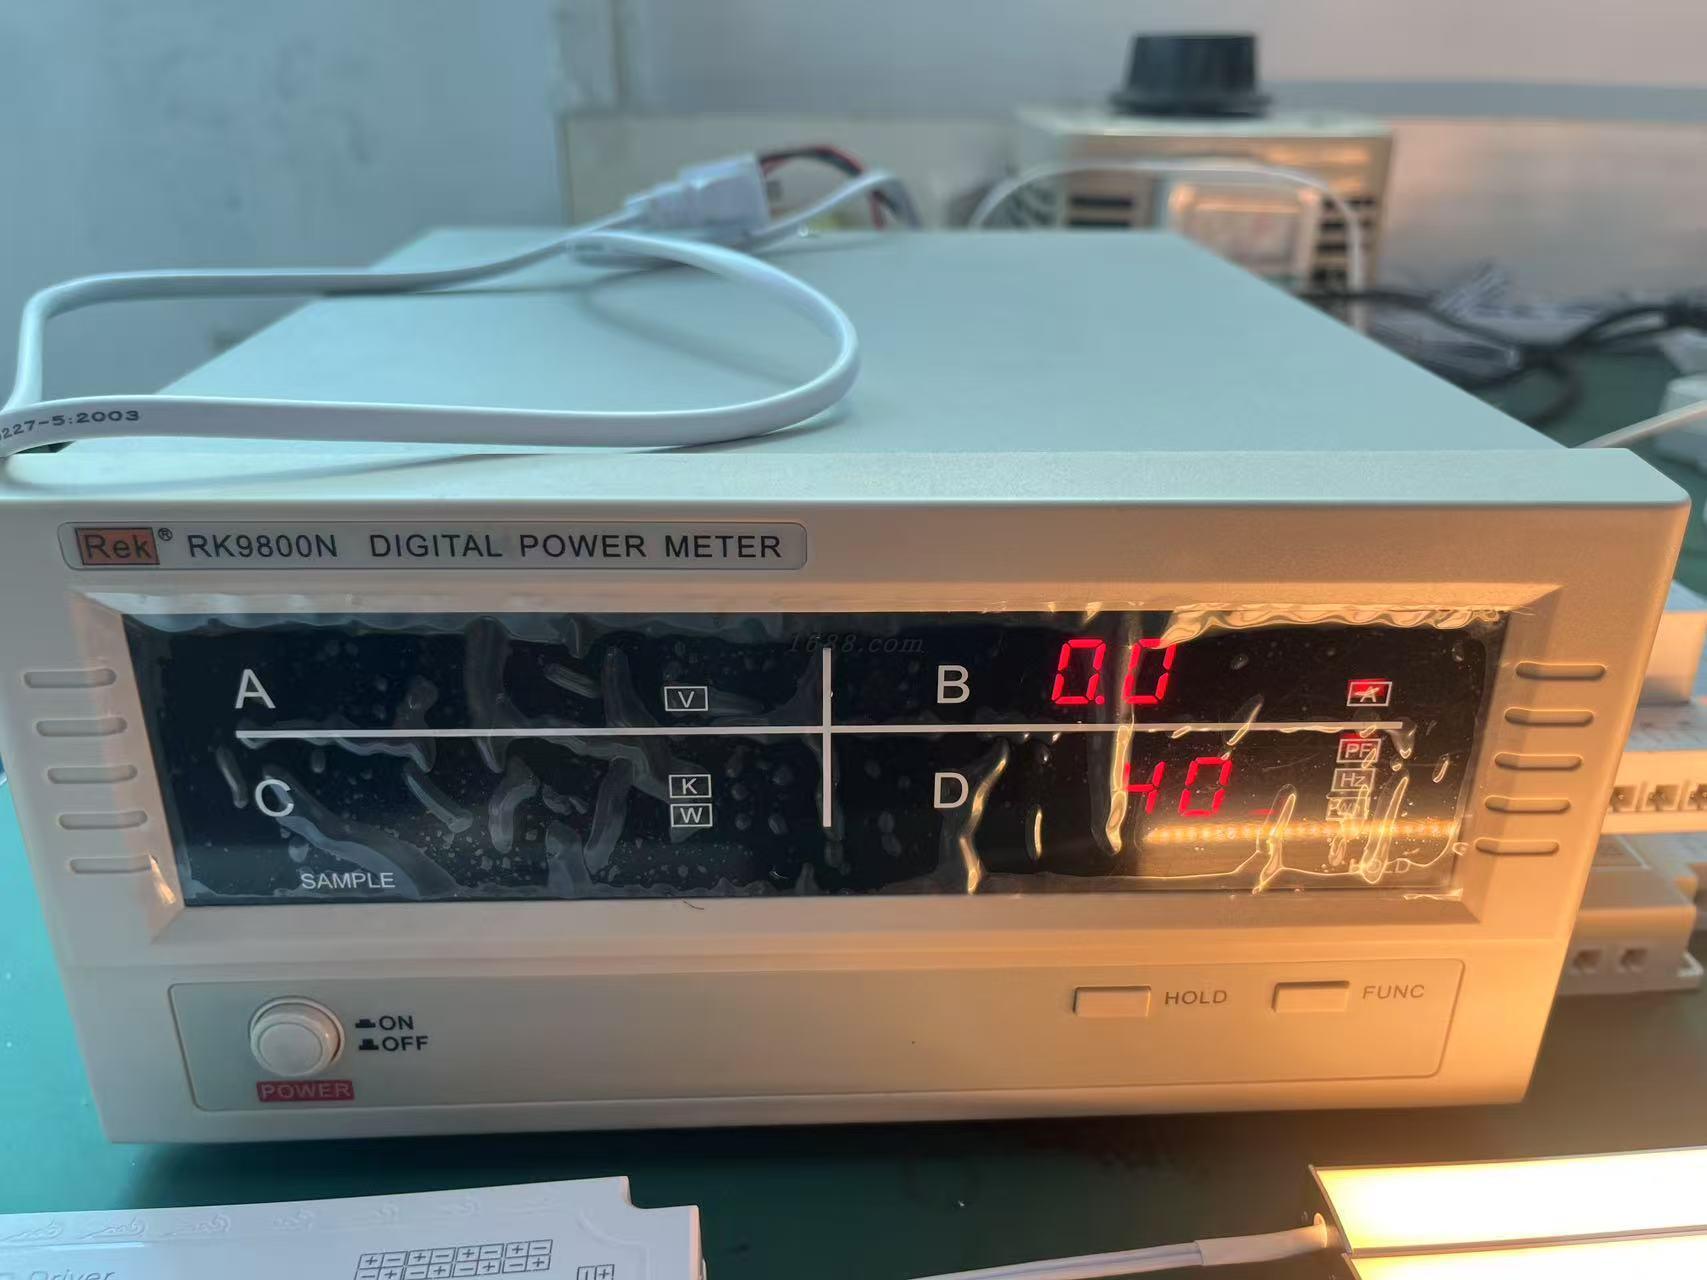 227-5:2003
Rek® RK9800N DIGITAL POWER METER
1688.com
A V B 0.0 A
PF
C K D 40 Hz
W
SAMPLE HOLD
ON HOLD FUNC
OFF
POWER
Driver